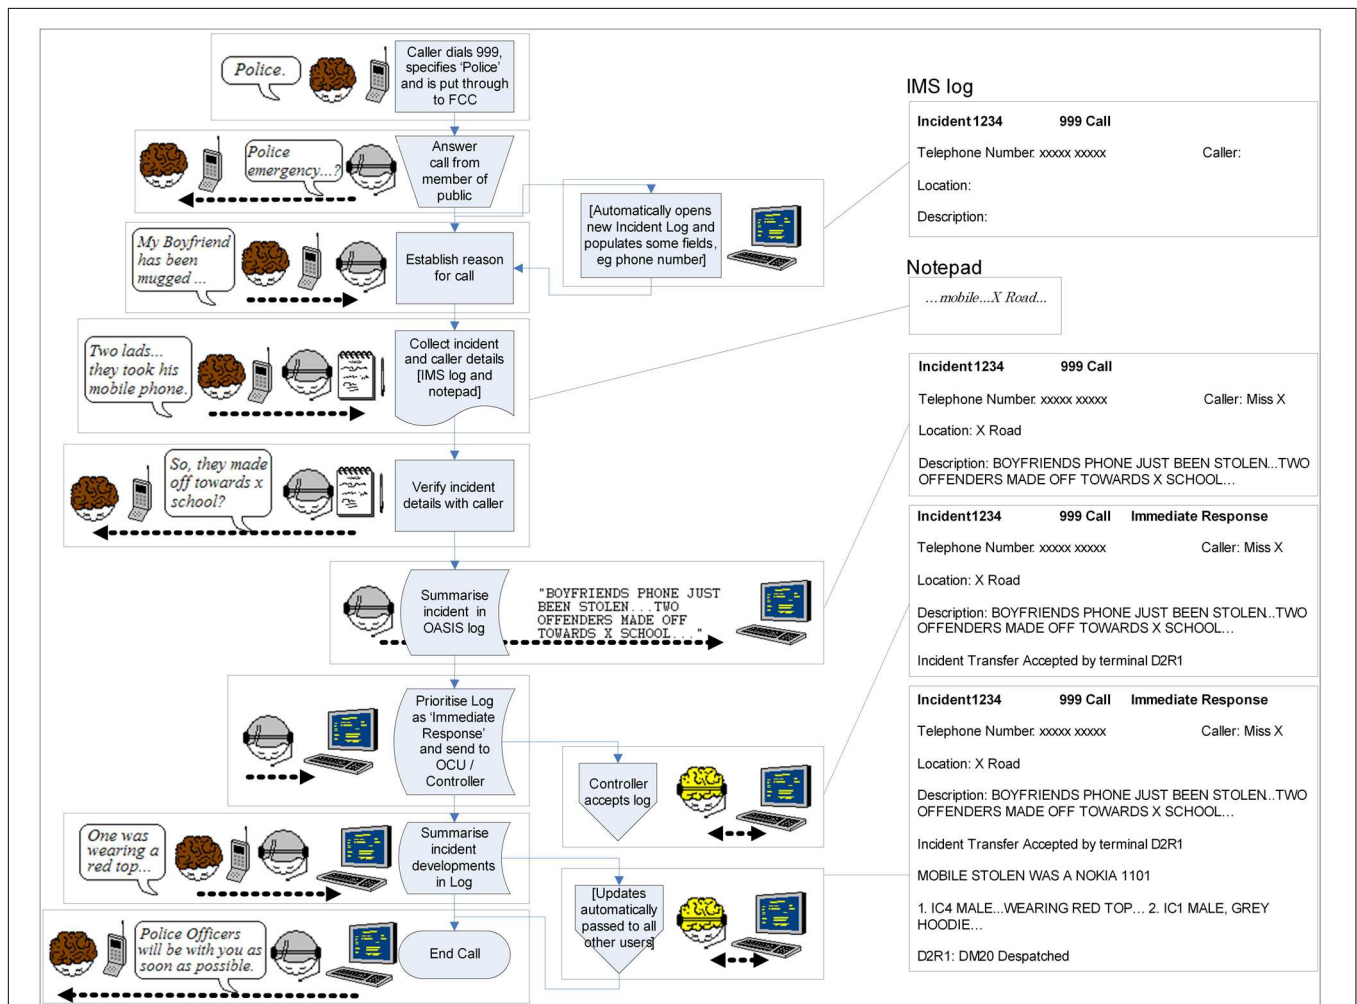 Police.
Caller dials 999,
specifies 'Police'
and is put through
to FCC
Police
emergency...?
Answer
call from
member of
public
[Automatically opens
new Incident Log and
populates some fields,
eg phone number]
My Boyfriend
has been
mugged ...
Establish reason
for call
Two lads...
they took his
mobile phone.
Collect incident
and caller details
[IMS log and
notepad]
So, they made
off towards x
school?
Verify incident
details with caller
Summarise
incident in
OASIS log
"BOYFRIENDS PHONE JUST
BEEN STOLEN...TWO
OFFENDERS MADE OFF
TOWARDS X SCHOOL..."
Prioritise Log
as 'Immediate
Response'
and send to
OCU /
Controller
Controller
accepts log
One was
wearing a
red top...
Summarise
incident
developments
in Log
[Updates
automatically
passed to all
other users]
Police Officers
will be with you as
soon as possible.
End Call
IMS log
Incident1234 999 Call
Telephone Number: xxxxx xxxxx Caller:
Location:
Description:
Notepad
...mobile...X Road...
Incident1234 999 Call
Telephone Number: xxxxx xxxxx Caller: Miss X
Location: X Road
Description: BOYFRIENDS PHONE JUST BEEN STOLEN...TWO
OFFENDERS MADE OFF TOWARDS X SCHOOL...
Incident1234 999 Call Immediate Response
Telephone Number: xxxxx xxxxx Caller: Miss X
Location: X Road
Description: BOYFRIENDS PHONE JUST BEEN STOLEN...TWO
OFFENDERS MADE OFF TOWARDS X SCHOOL...
Incident Transfer Accepted by terminal D2R1
Incident1234 999 Call Immediate Response
Telephone Number: xxxxx xxxxx Caller: Miss X
Location: X Road
Description: BOYFRIENDS PHONE JUST BEEN STOLEN...TWO
OFFENDERS MADE OFF TOWARDS X SCHOOL...
Incident Transfer Accepted by terminal D2R1
MOBILE STOLEN WAS A NOKIA 1101
1. IC4 MALE...WEARING RED TOP... 2. IC1 MALE, GREY
HOODIE...
D2R1: DM20 Despatched